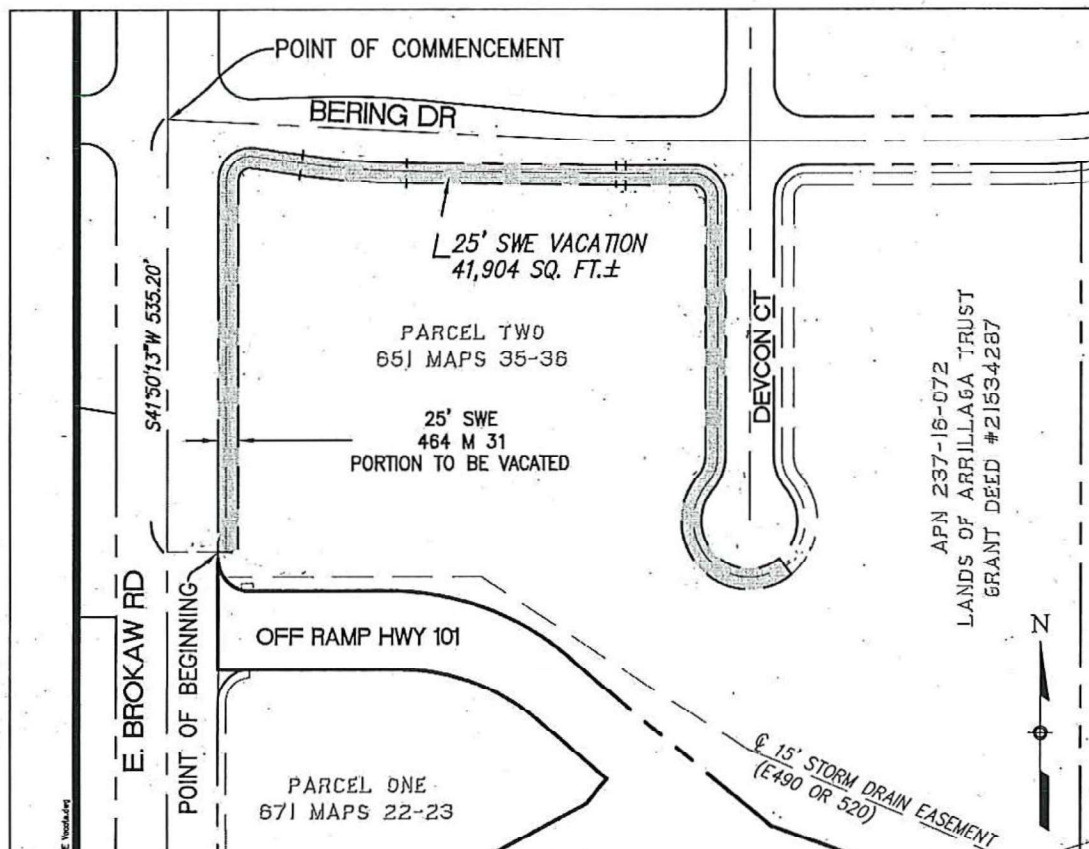 POINT OF COMMENCEMENT
BERING DR
25' SWE VACATION
41,904 SQ. FT.±
S41°50'13"W 535.20'
PARCEL TWO
651 MAPS 35-36
DEVCON CT
25' SWE
464 M 31
PORTION TO BE VACATED
APN 237-16-072
LANDS OF ARRILLAGA TRUST
GRANT DEED #21534287
E. BROKAW RD
POINT OF BEGINNING
OFF RAMP HWY 101
N
℄ 15' STORM DRAIN EASEMENT
(E490 OR 520)
PARCEL ONE
671 MAPS 22-23